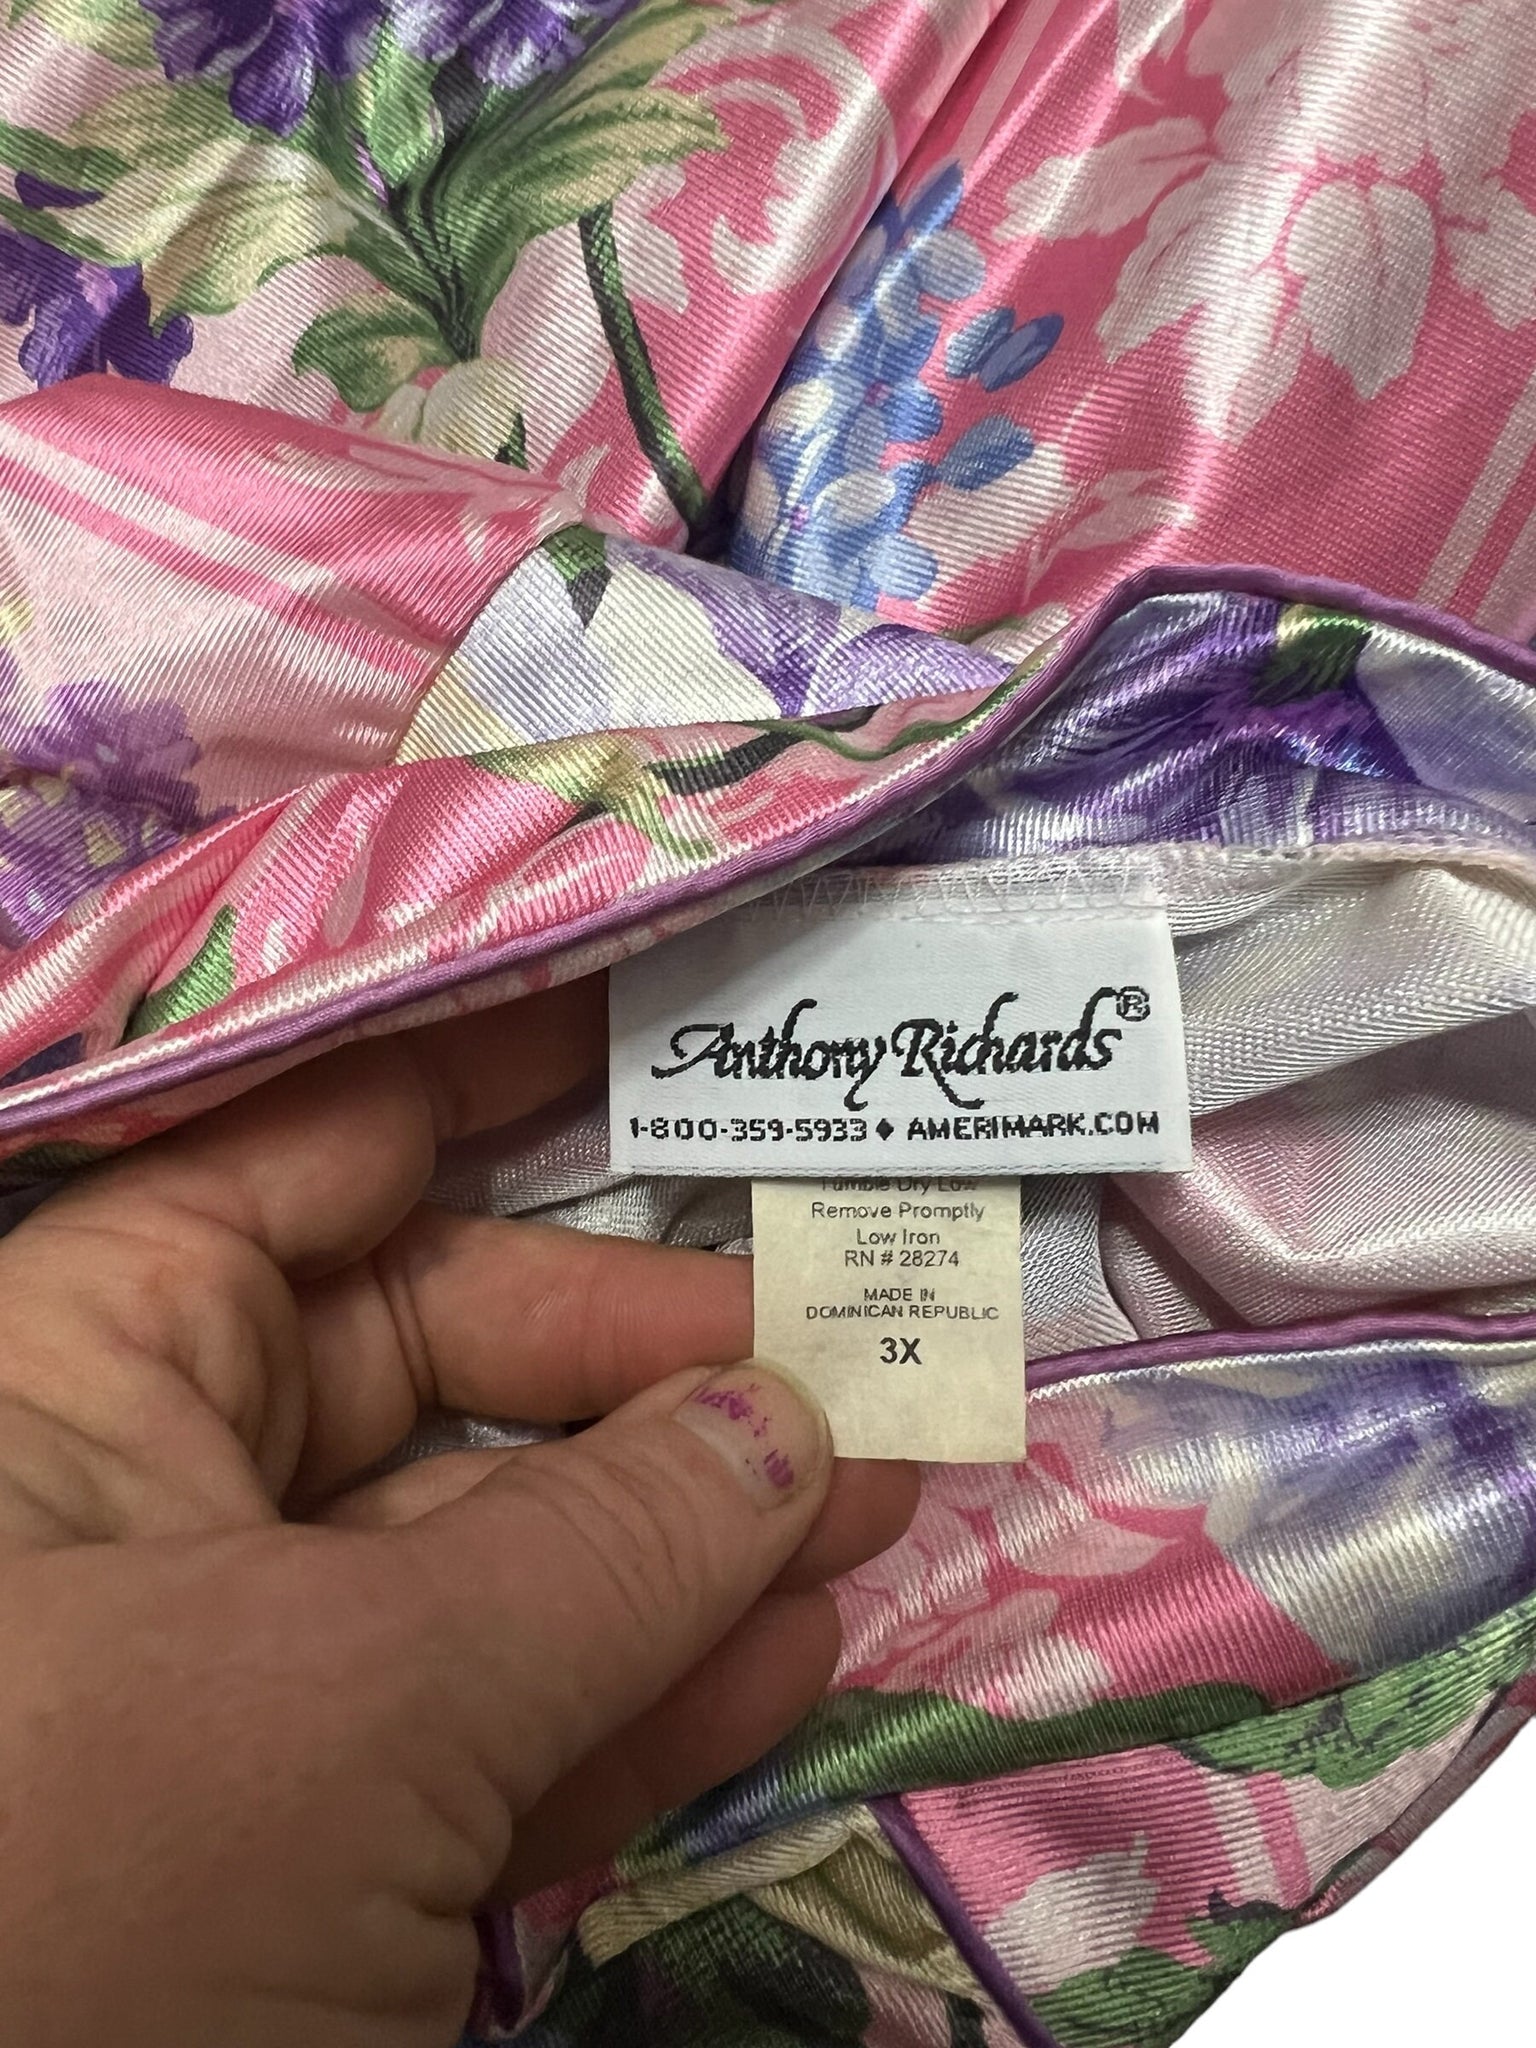 Anthony Richards®
1-800-359-5933 ♦ AMERIMARK.COM
Tumble Dry Low
Remove Promptly
Low Iron
RN # 28274
MADE IN
DOMINICAN REPUBLIC
3X